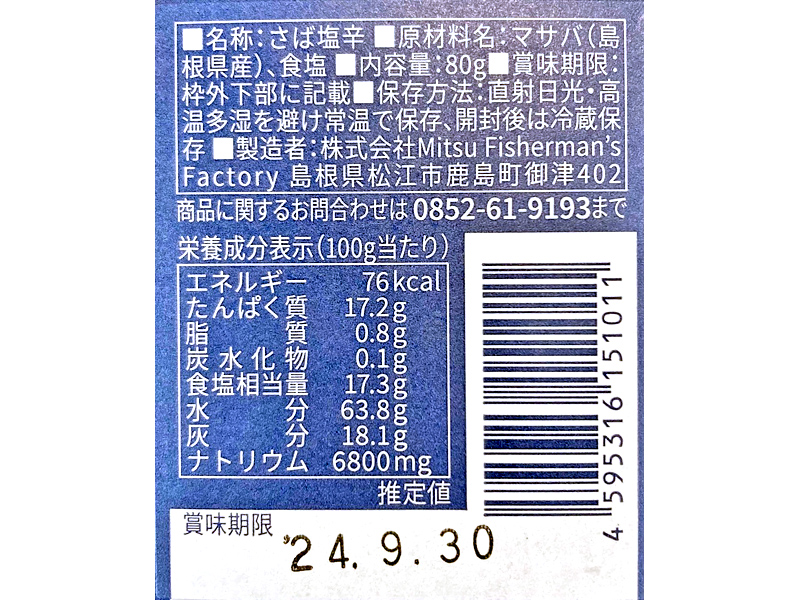 ■名称:さば塩辛 ■原材料名:マサバ(島
根県産)、食塩 ■内容量:80g■賞味期限:
枠外下部に記載■保存方法:直射日光・高
温多湿を避け常温で保存、開封後は冷蔵保
存 ■製造者:株式会社Mitsu Fisherman's
Factory 島根県松江市鹿島町御津402
商品に関するお問合わせは 0852-61-9193まで
栄養成分表示(100g当たり)
エネルギー 76kcal
たんぱく質 17.2g
脂質 0.8g
炭水化物 0.1g
食塩相当量 17.3g
水分 63.8g
灰分 18.1g
ナトリウム 6800mg
推定値
4595316151011
賞味期限
'24.9.30